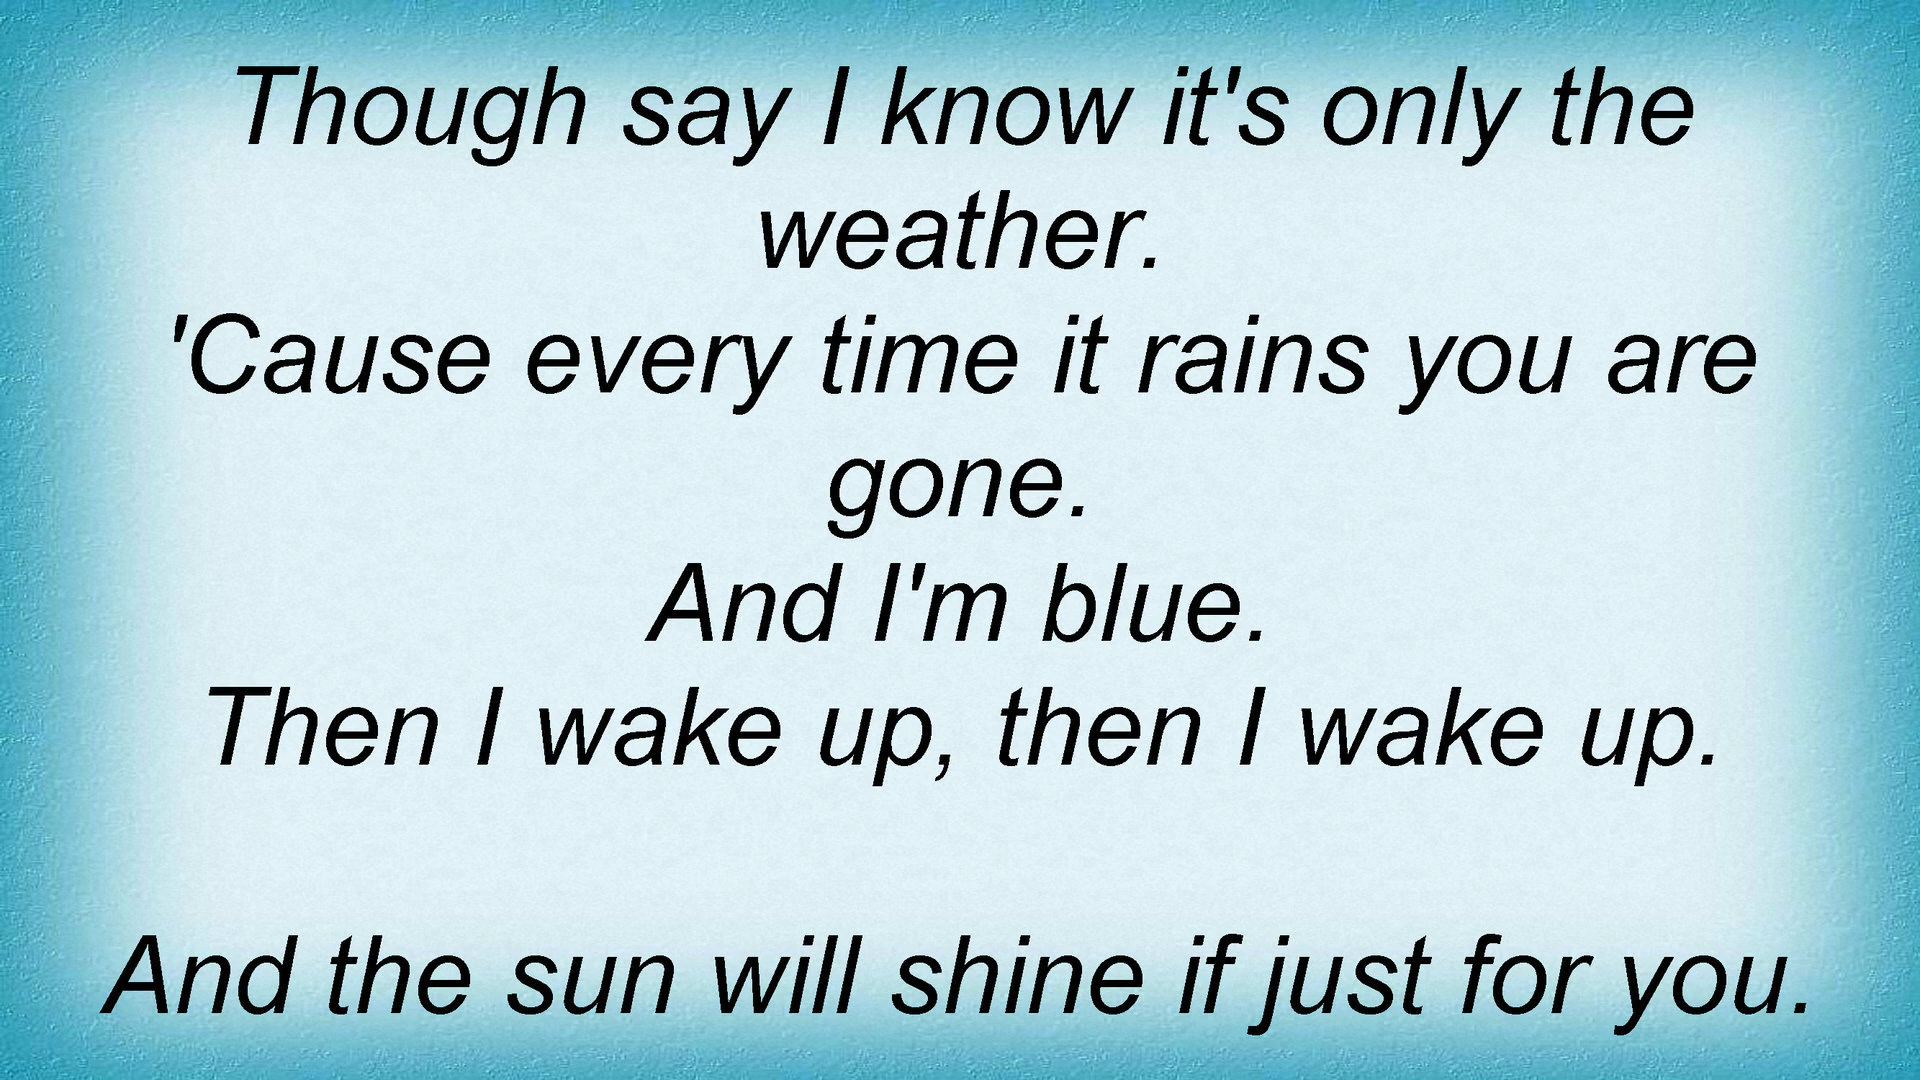 Though say I know it's only the
weather.
'Cause every time it rains you are
gone.
And I'm blue.
Then I wake up, then I wake up.
And the sun will shine if just for you.